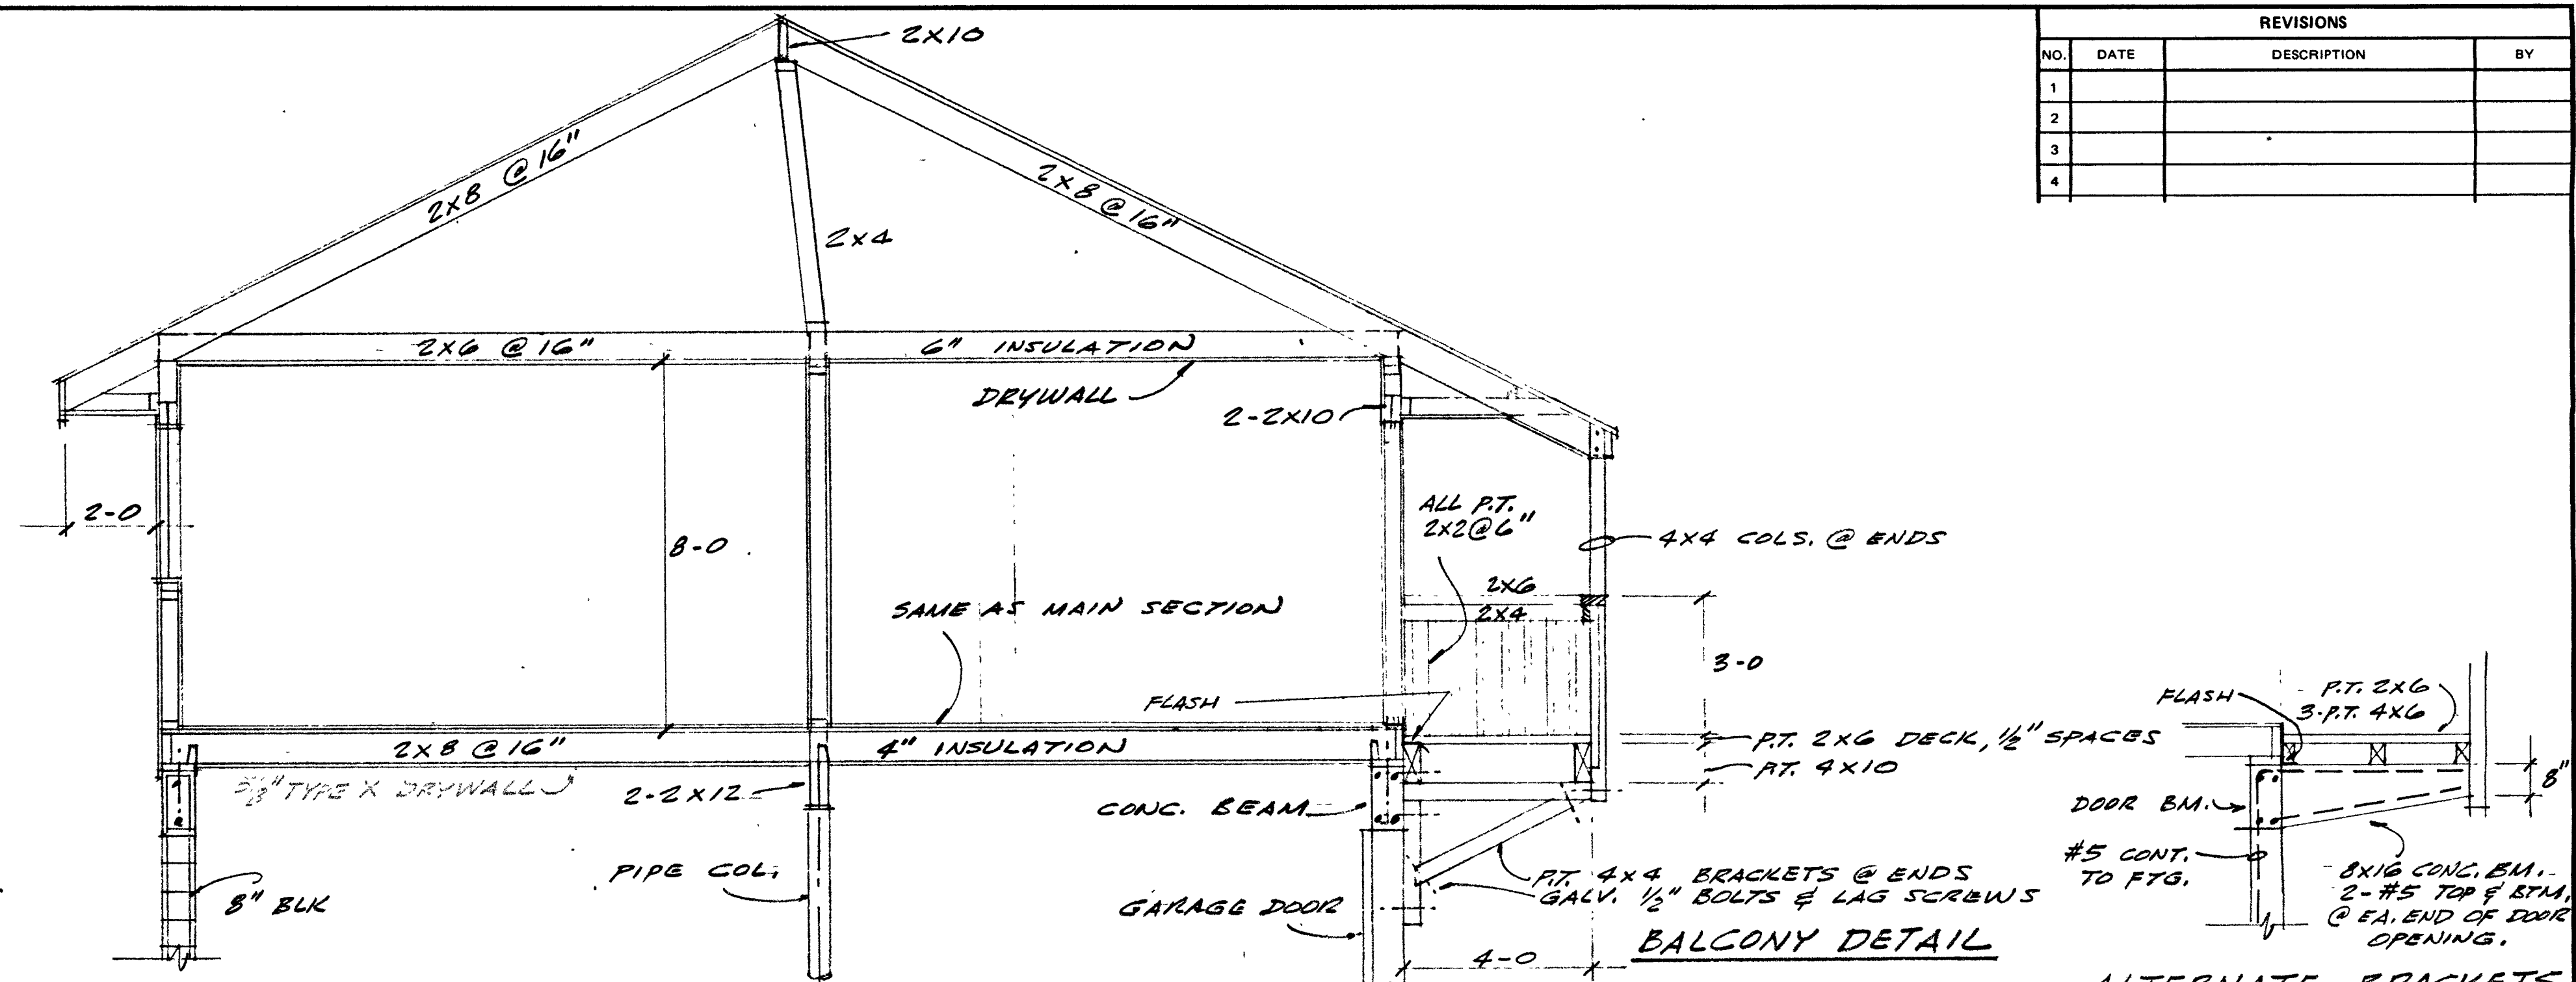 REVISIONS
NO. DATE DESCRIPTION BY
1
2
3
4
2X10
2X8 @ 16"
2X8 @ 16"
2X4
2X6 @ 16"
6" INSULATION
DRYWALL
2-2X10
2-0
8-0
ALL P.T.
2X2@6"
4X4 COLS. @ ENDS
2X6
2X4
SAME AS MAIN SECTION
3-0
FLASH
2X8 @ 16"
4" INSULATION
P.T. 2X6 DECK, 1/2" SPACES
P.T. 4X10
5/8" TYPE X DRYWALL
2-2X12
CONC. BEAM
PIPE COL.
8" BLK
GARAGE DOOR
P.T. 4X4 BRACKETS @ ENDS
GALV. 1/2" BOLTS & LAG SCREWS
BALCONY DETAIL
4-0
FLASH
P.T. 2X6
3-P.T. 4X6
8"
DOOR BM.
#5 CONT.
TO FTG.
8X16 CONC. BM.
2-#5 TOP & BTM.
@ EA. END OF DOOR
OPENING.
ALTERNATE BRACKETS